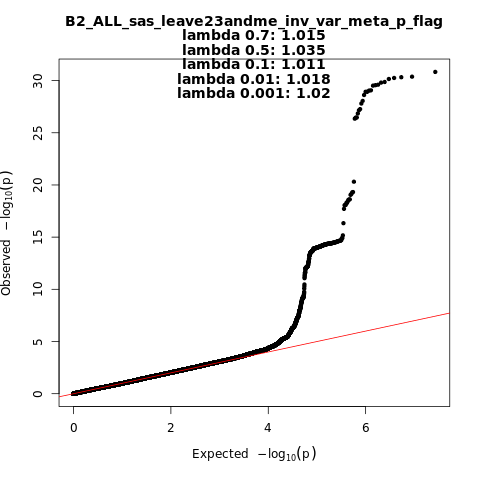 B2_ALL_sas_leave23andme_inv_var_meta_p_flag
lambda 0.7: 1.015
lambda 0.5: 1.035
lambda 0.1: 1.011
lambda 0.01: 1.018
lambda 0.001: 1.02
30
25
20
15
10
5
0
Observed −log10(p)
0 2 4 6
Expected −log10(p)